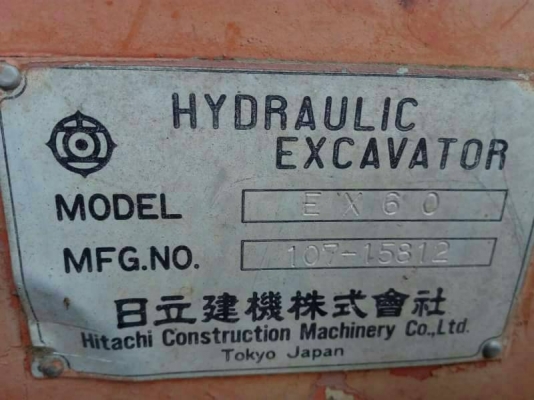 HYDRAULIC
EXCAVATOR
MODEL EX60
MFG.NO. 107-15812
日立建機株式會社
Hitachi Construction Machinery Co.,Ltd.
Tokyo Japan